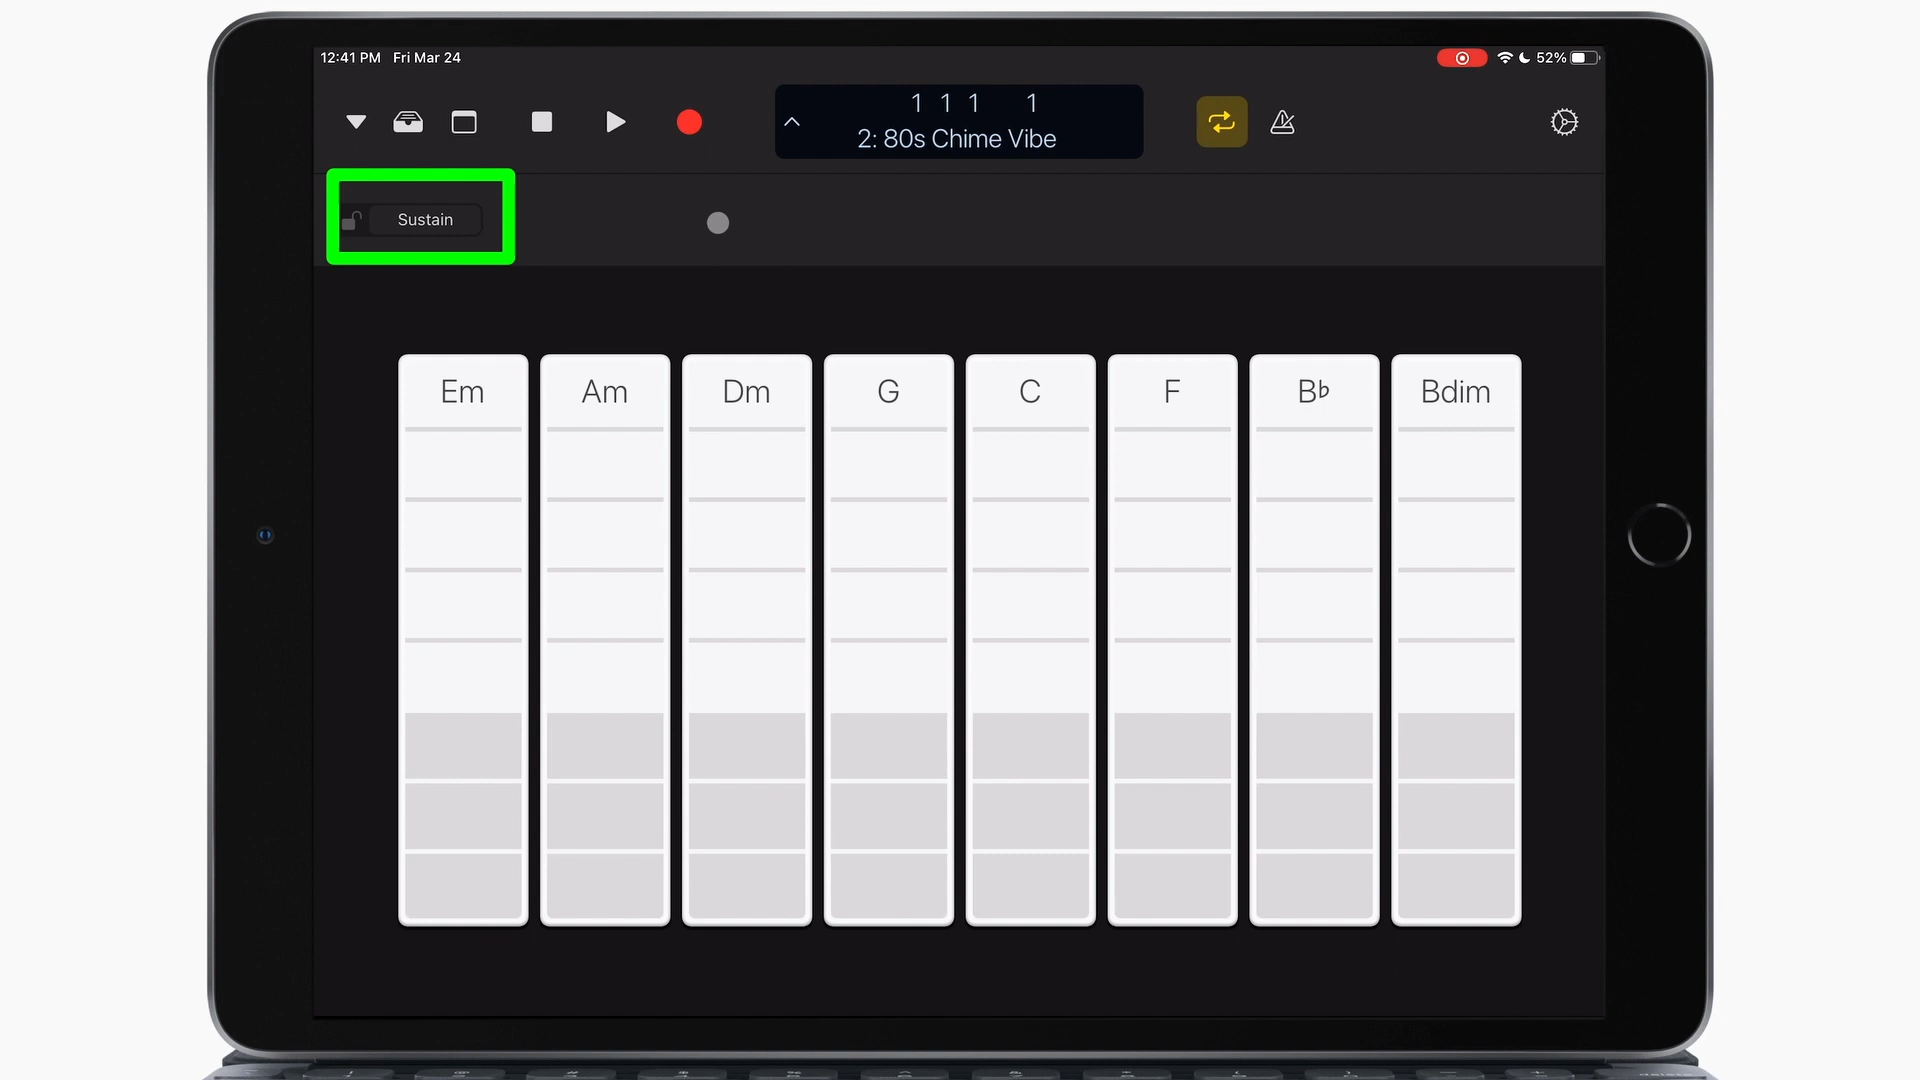 12:41 PM Fri Mar 24
52%
1 1 1 1
2: 80s Chime Vibe
Sustain
Em Am Dm G C F B♭ Bdim